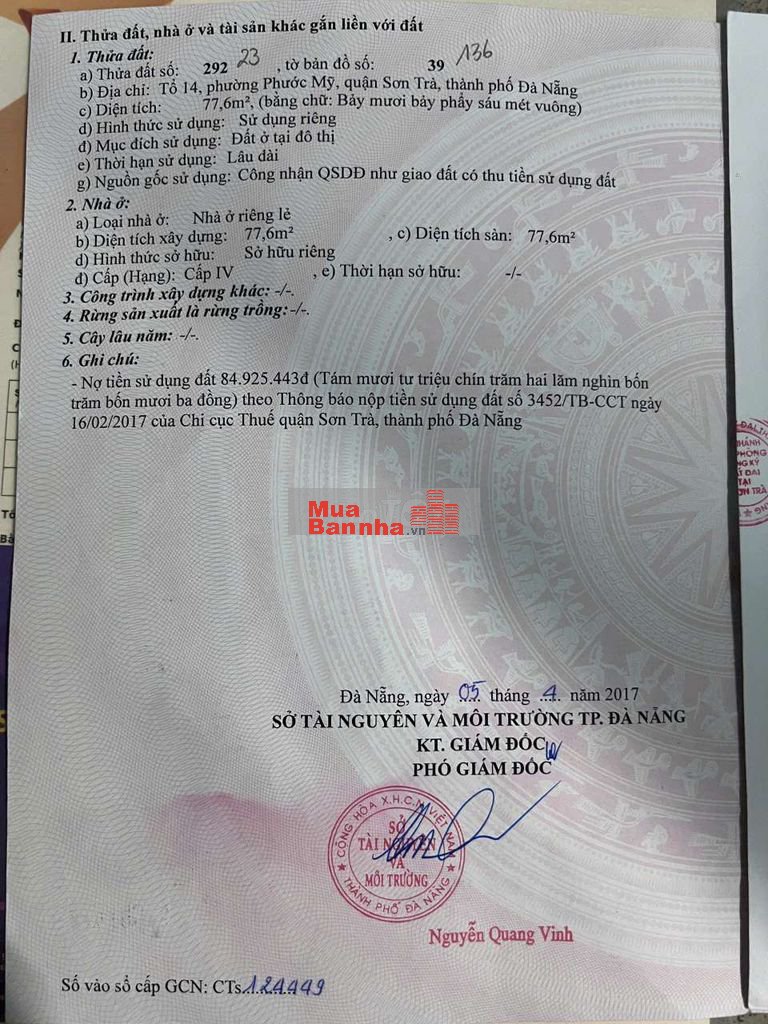 II. Thửa đất, nhà ở và tài sản khác gắn liền với đất
1. Thửa đất:
a) Thửa đất số: 292 23 , tờ bản đồ số: 39 136
b) Địa chỉ: Tổ 14, phường Phước Mỹ, quận Sơn Trà, thành phố Đà Nẵng
c) Diện tích: 77,6m², (bằng chữ: Bảy mươi bảy phẩy sáu mét vuông)
d) Hình thức sử dụng: Sử dụng riêng
đ) Mục đích sử dụng: Đất ở tại đô thị
e) Thời hạn sử dụng: Lâu dài
g) Nguồn gốc sử dụng: Công nhận QSDĐ như giao đất có thu tiền sử dụng đất
2. Nhà ở:
a) Loại nhà ở: Nhà ở riêng lẻ
b) Diện tích xây dựng: 77,6m² , c) Diện tích sàn: 77,6m²
d) Hình thức sở hữu: Sở hữu riêng
đ) Cấp (Hạng): Cấp IV , e) Thời hạn sở hữu: -/-
3. Công trình xây dựng khác: -/-.
4. Rừng sản xuất là rừng trồng: -/-.
5. Cây lâu năm: -/-.
6. Ghi chú:
- Nợ tiền sử dụng đất 84.925.443đ (Tám mươi tư triệu chín trăm hai lăm nghìn bốn
trăm bốn mươi ba đồng) theo Thông báo nộp tiền sử dụng đất số 3452/TB-CCT ngày
16/02/2017 của Chi cục Thuế quận Sơn Trà, thành phố Đà Nẵng
Mua
Bannha.vn
Đà Nẵng, ngày 05 tháng 4 năm 2017
SỞ TÀI NGUYÊN VÀ MÔI TRƯỜNG TP. ĐÀ NẴNG
KT. GIÁM ĐỐC
PHÓ GIÁM ĐỐC
CỘNG HÒA X.H.C.N VIỆT NAM
SỞ
TÀI NGUYÊN
VÀ
MÔI TRƯỜNG
THÀNH PHỐ ĐÀ NẴNG
Nguyễn Quang Vinh
Số vào sổ cấp GCN: CTs 124449